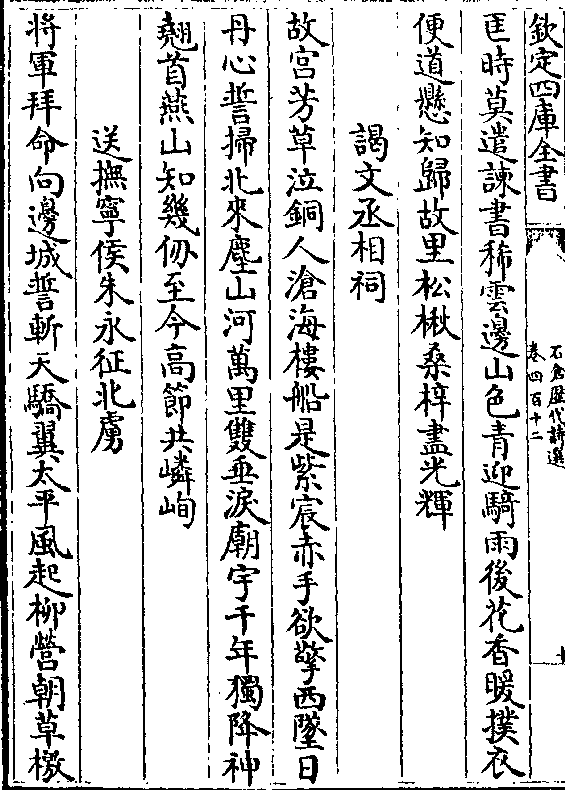 欽定四庫全書
石倉歴代詩選
卷四百十二
匡時莫遣諫書稀雲邊山色青迎騎雨後花香暖撲衣
便道懸知歸故里松楸桑梓盡光輝
謁文丞相祠
故宮芳草泣銅人滄海樓船是紫宸赤手欲擎西墜日
丹心誓掃北來塵山河萬里雙垂淚廟宇千年獨降神
翹首燕山知幾仞至今高節共嶙峋
送撫寧侯朱永征北虜
將軍拜命向邊城誓斬天驕翼太平風起柳營朝草檄